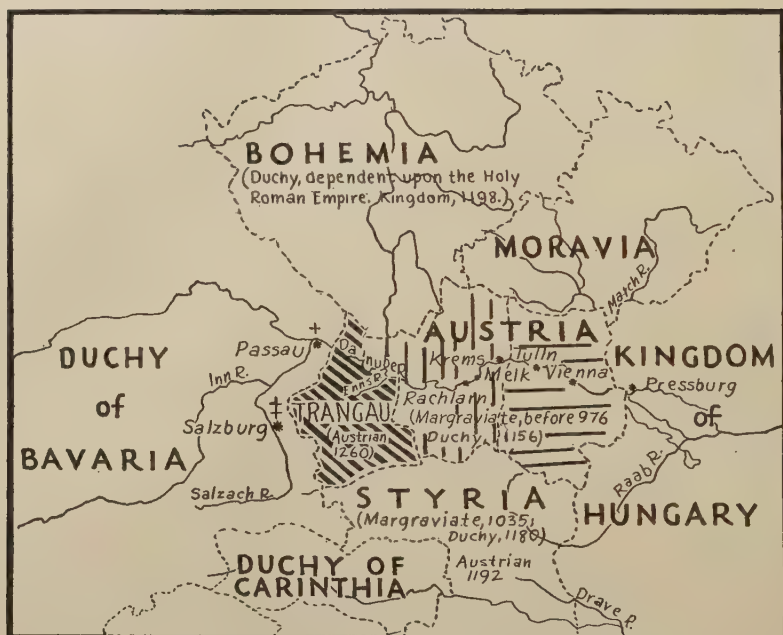 BOHEMIA
(Duchy, dependent upon the Holy
Roman Empire. Kingdom, 1198.)
MORAVIA
March R.
DUCHY
of
BAVARIA
Passau
Inn R.
Salzburg
Salzach R.
Danube R.
Enns R.
TRANGAU
(Austrian
1260)
AUSTRIA
Krems
Tulln
Melk
Vienna
Rachlarn
(Margraviate, before 976
Duchy, 1156)
KINGDOM
Pressburg
of
HUNGARY
Raab R.
STYRIA
(Margraviate, 1035;
Duchy, 1180)
DUCHY OF
CARINTHIA
Austrian
1192
Drave R.